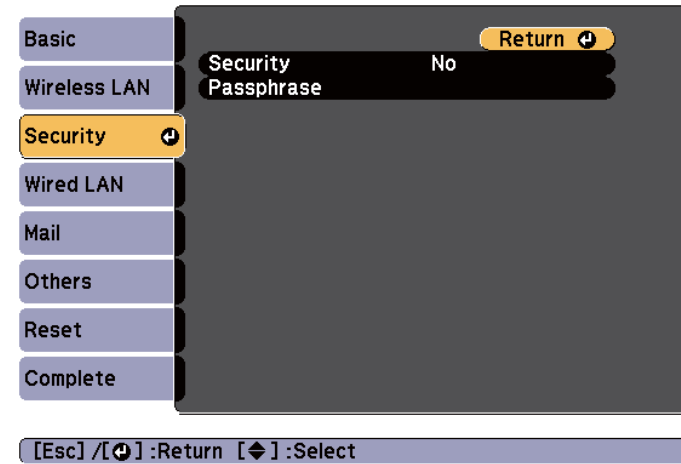 Basic
Wireless LAN
Security
Wired LAN
Mail
Others
Reset
Complete
Return
Security No
Passphrase
[Esc] /[ ] :Return [ ] :Select